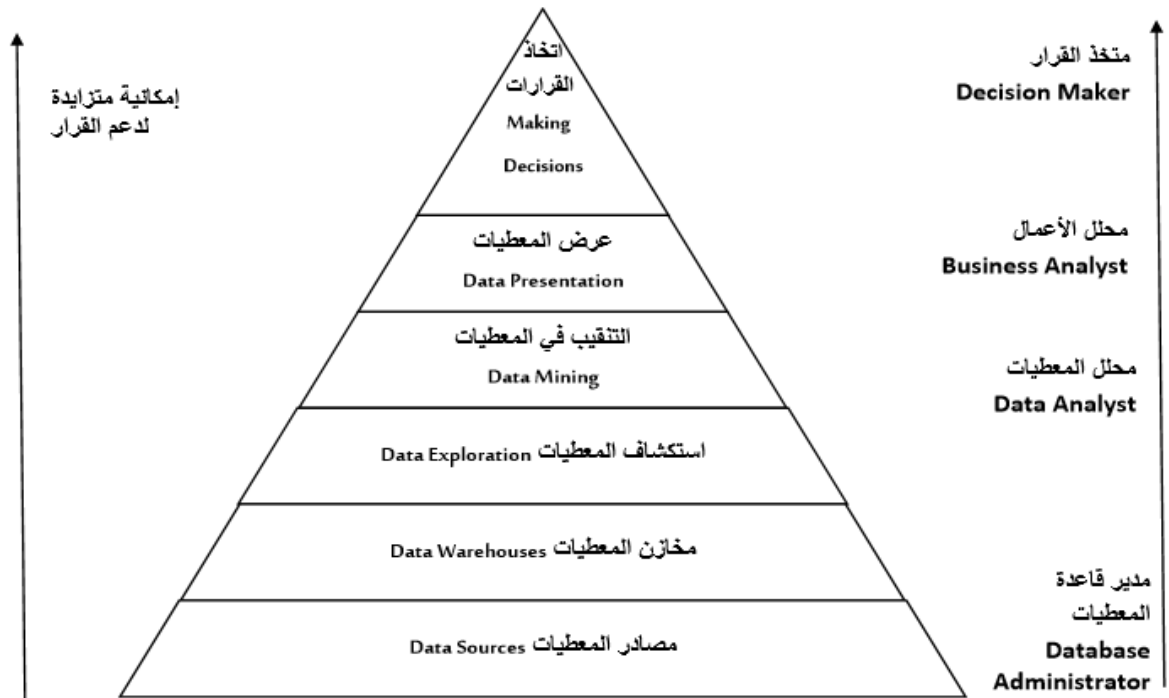 إمكانية متزايدة
لدعم القرار
اتخاذ
القرارات
Making
Decisions
عرض المعطيات
Data Presentation
التنقيب في المعطيات
Data Mining
استكشاف المعطيات Data Exploration
مخازن المعطيات Data Warehouses
مصادر المعطيات Data Sources
متخذ القرار
Decision Maker
محلل الأعمال
Business Analyst
محلل المعطيات
Data Analyst
مدير قاعدة
المعطيات
Database
Administrator